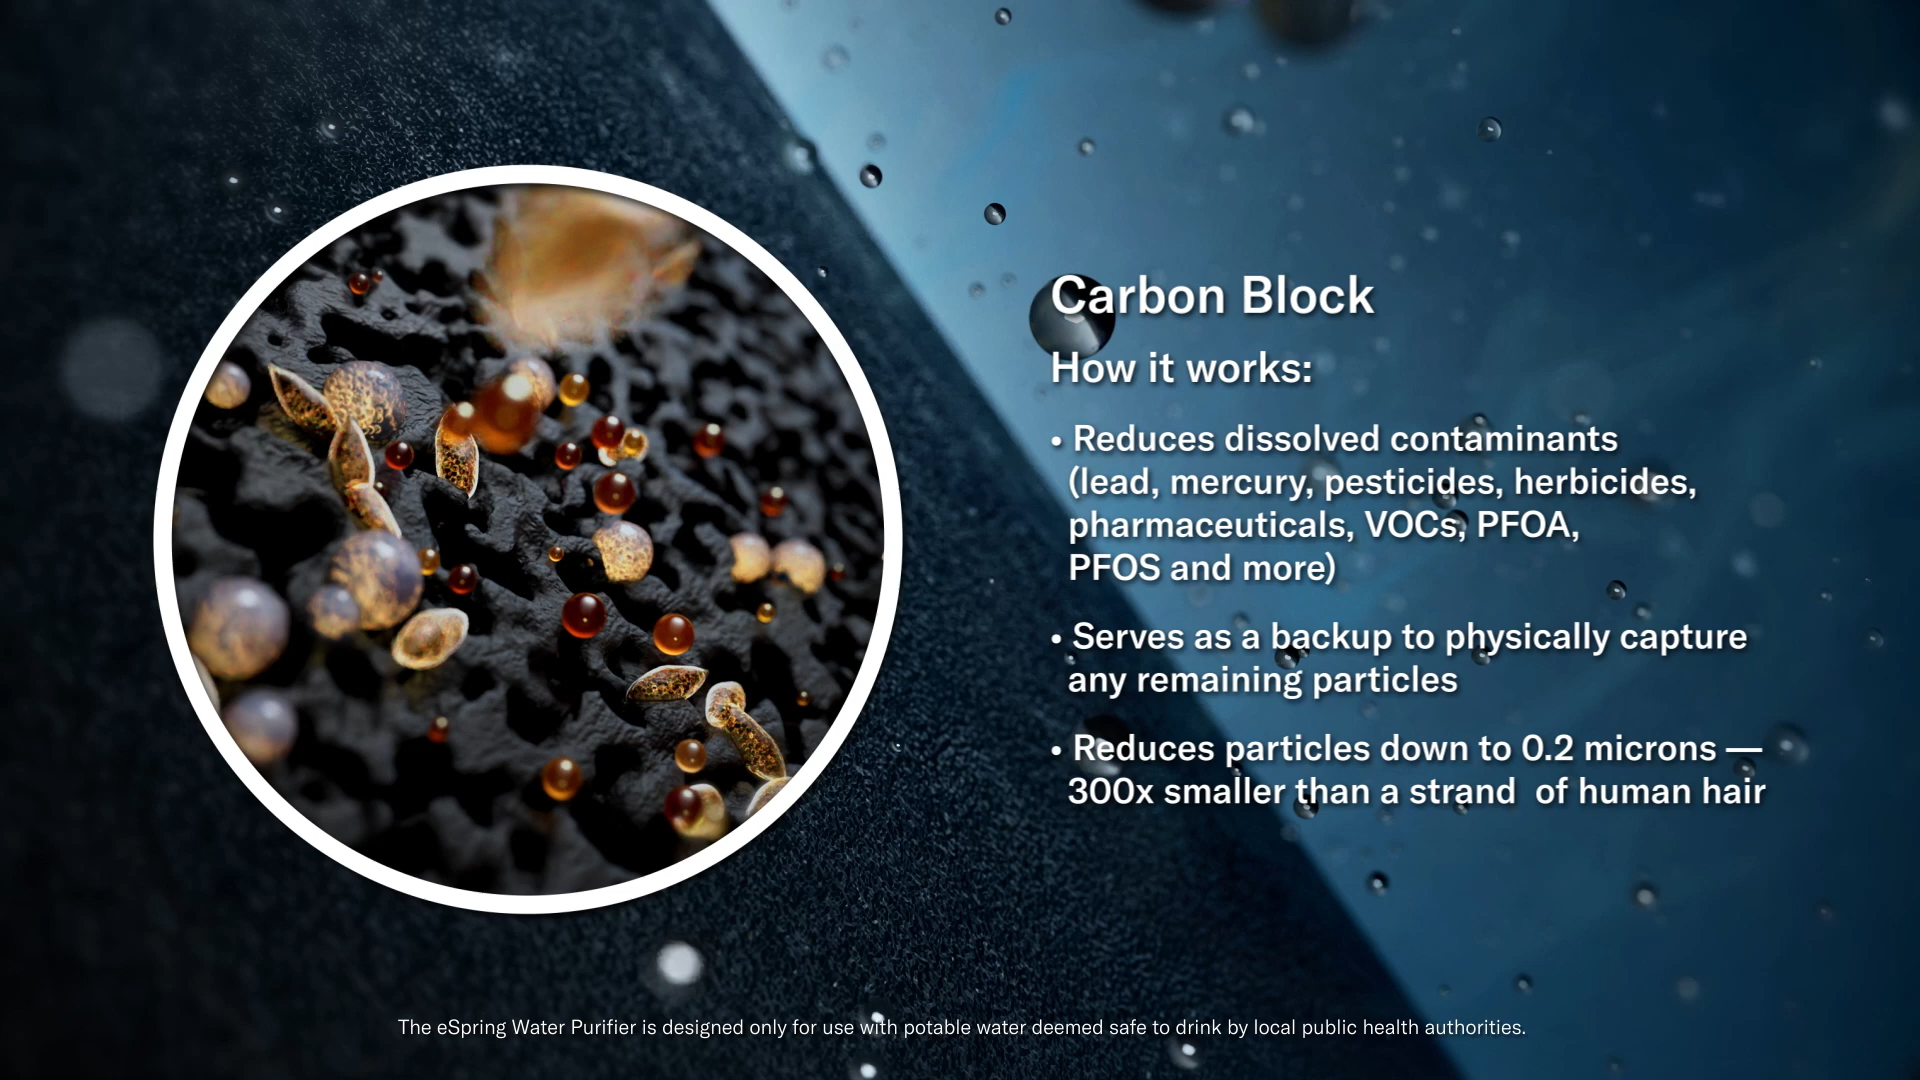 Carbon Block
How it works:
• Reduces dissolved contaminants
(lead, mercury, pesticides, herbicides,
pharmaceuticals, VOCs, PFOA,
PFOS and more)
• Serves as a backup to physically capture
any remaining particles
• Reduces particles down to 0.2 microns —
300x smaller than a strand  of human hair
The eSpring Water Purifier is designed only for use with potable water deemed safe to drink by local public health authorities.